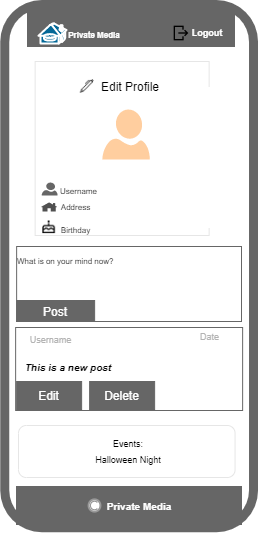 Private Media
Logout
Edit Profile
Username
Address
Birthday
What is on your mind now?
Post
Username
Date
This is a new post
Edit
Delete
Events:
Halloween Night
Private Media